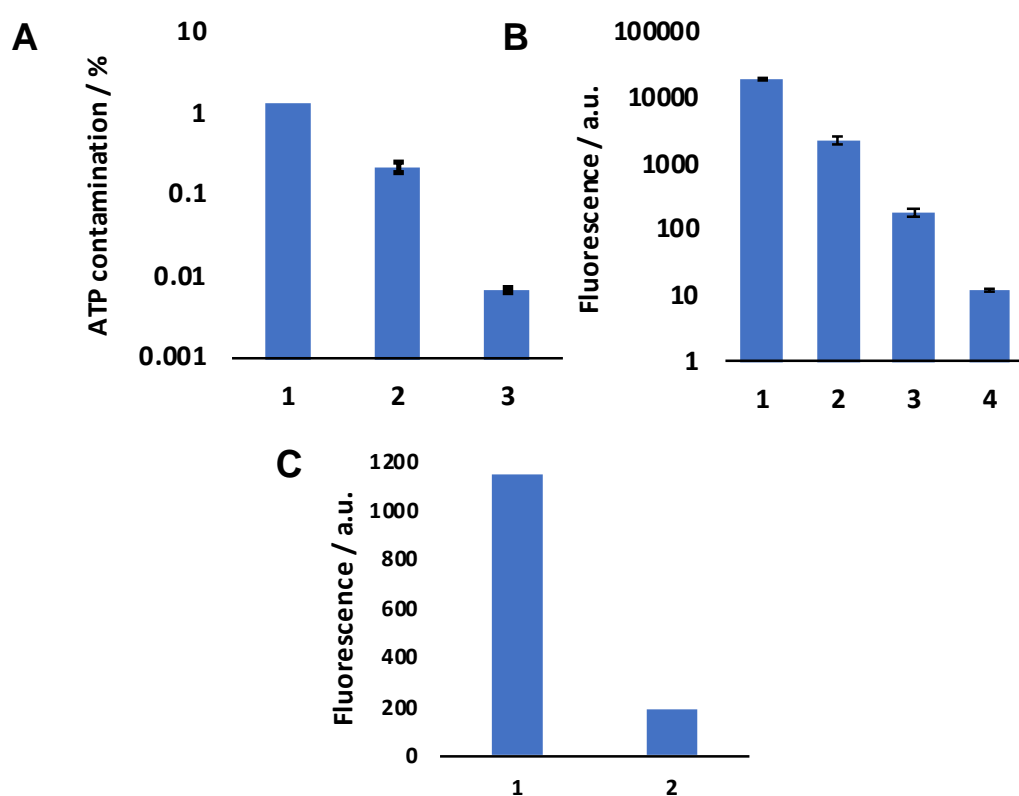 A
ATP contamination / %
10
1
0.1
0.01
0.001
1 2 3
B
Fluorescence / a.u.
100000
10000
1000
100
10
1
1 2 3 4
C
Fluorescence / a.u.
1200
1000
800
600
400
200
0
1 2